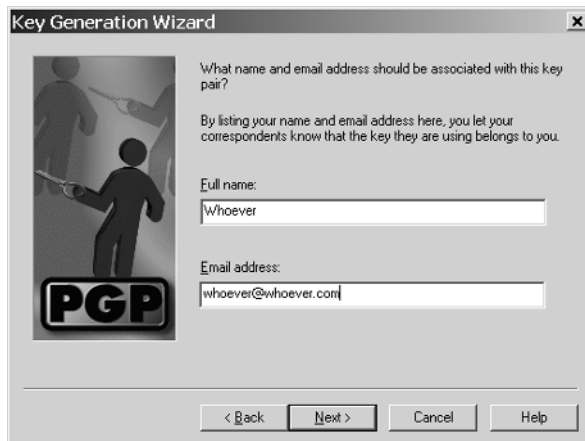 Key Generation Wizard
What name and email address should be associated with this key
pair?
By listing your name and email address here, you let your
correspondents know that the key they are using belongs to you.
Full name:
Whoever
Email address:
whoever@whoever.com
PGP
< Back Next > Cancel Help